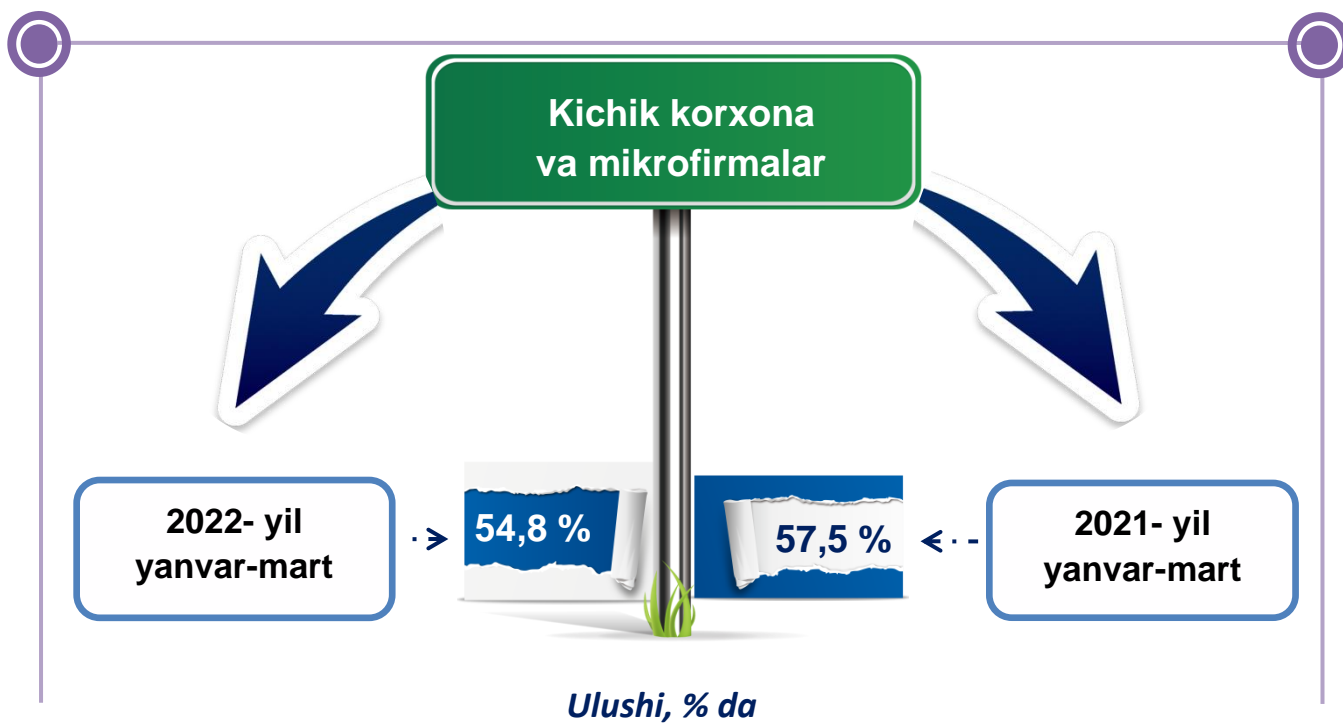 Kichik korxona
va mikrofirmalar
2022- yil
yanvar-mart
54,8 %
57,5 %
2021- yil
yanvar-mart
Ulushi, % da